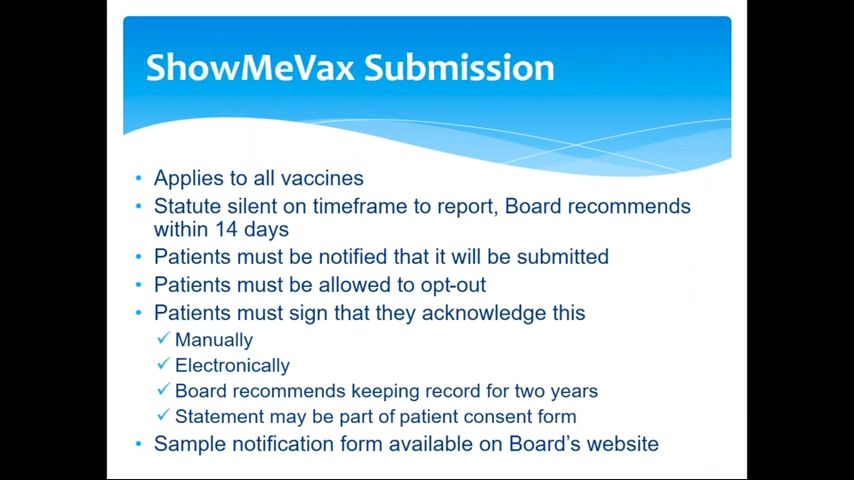 ShowMeVax Submission
• Applies to all vaccines
• Statute silent on timeframe to report, Board recommends
within 14 days
• Patients must be notified that it will be submitted
• Patients must be allowed to opt-out
• Patients must sign that they acknowledge this
✓ Manually
✓ Electronically
✓ Board recommends keeping record for two years
✓ Statement may be part of patient consent form
• Sample notification form available on Board's website